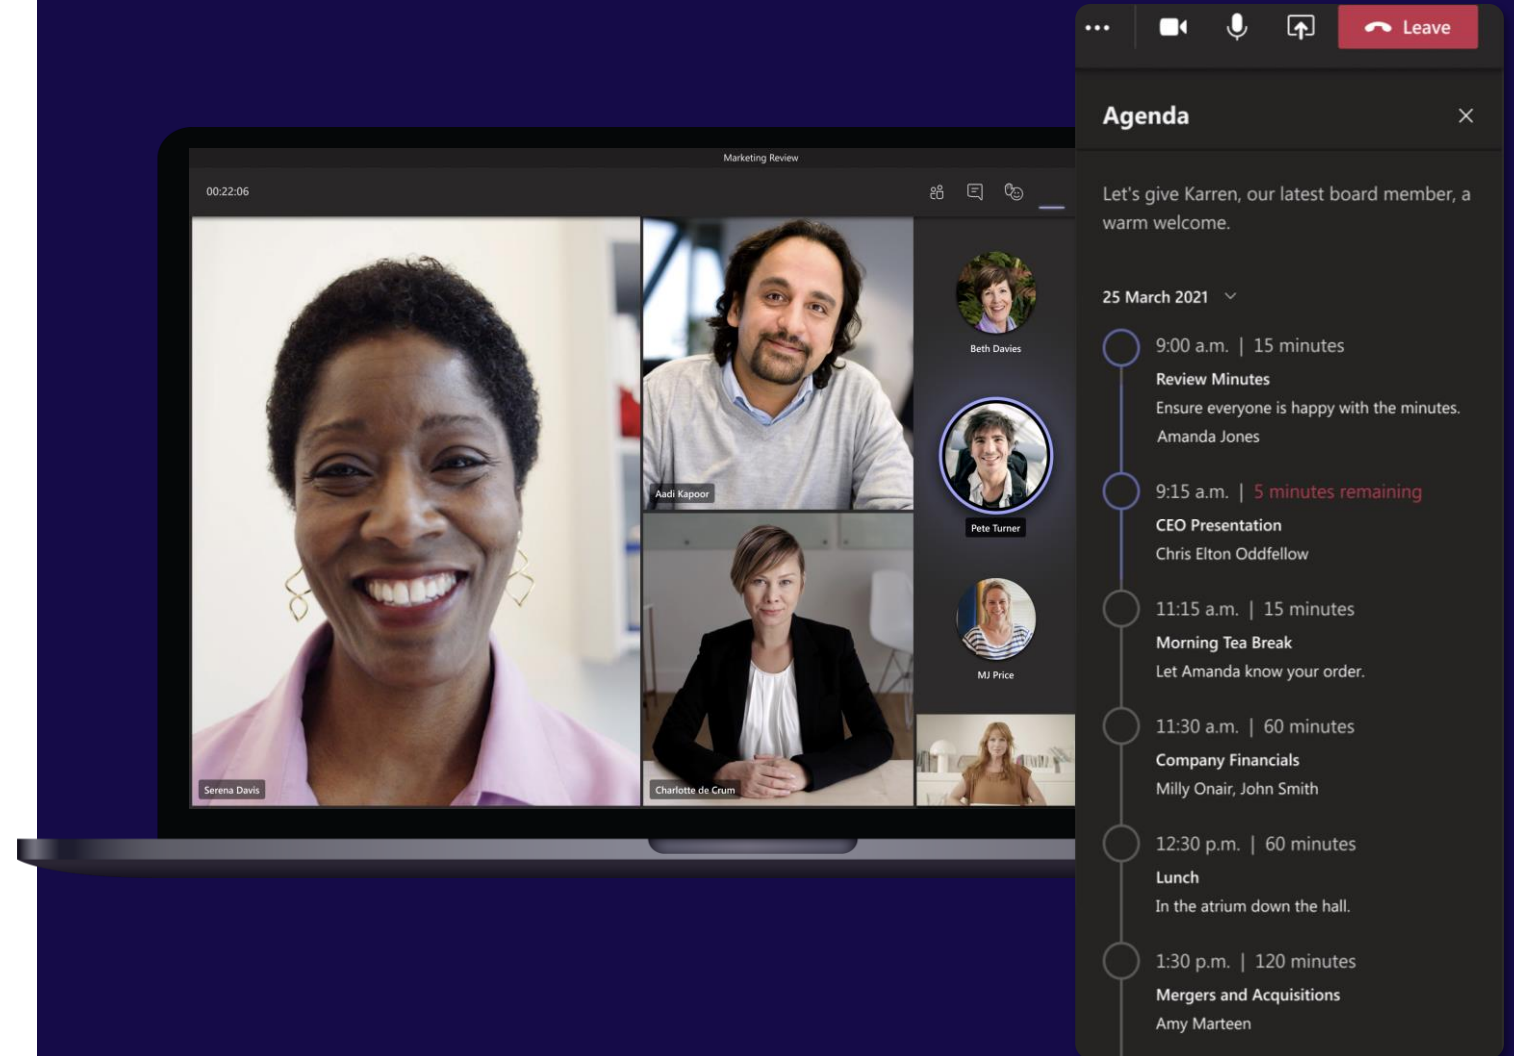 Marketing Review
00:22:06
Serena Davis
Aadi Kapoor
Charlotte de Crum
Beth Davies
Pete Turner
MJ Price
Leave
Agenda
Let's give Karren, our latest board member, a
warm welcome.
25 March 2021
9:00 a.m. | 15 minutes
Review Minutes
Ensure everyone is happy with the minutes.
Amanda Jones
9:15 a.m. | 5 minutes remaining
CEO Presentation
Chris Elton Oddfellow
11:15 a.m. | 15 minutes
Morning Tea Break
Let Amanda know your order.
11:30 a.m. | 60 minutes
Company Financials
Milly Onair, John Smith
12:30 p.m. | 60 minutes
Lunch
In the atrium down the hall.
1:30 p.m. | 120 minutes
Mergers and Acquisitions
Amy Marteen